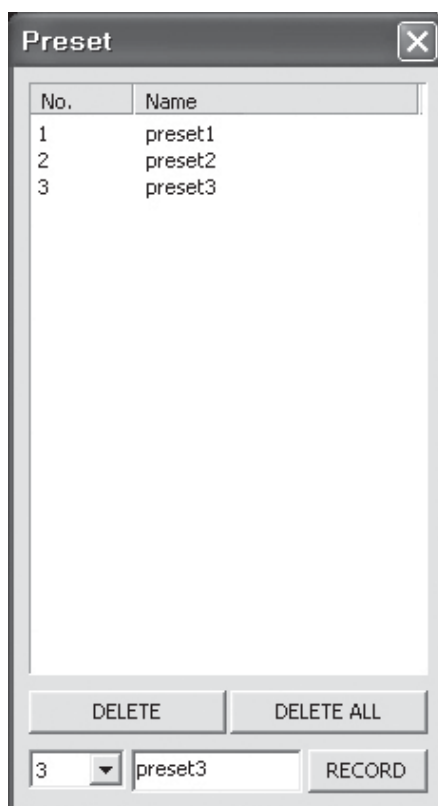 Preset
No. Name
1 preset1
2 preset2
3 preset3
DELETE DELETE ALL
3 preset3 RECORD